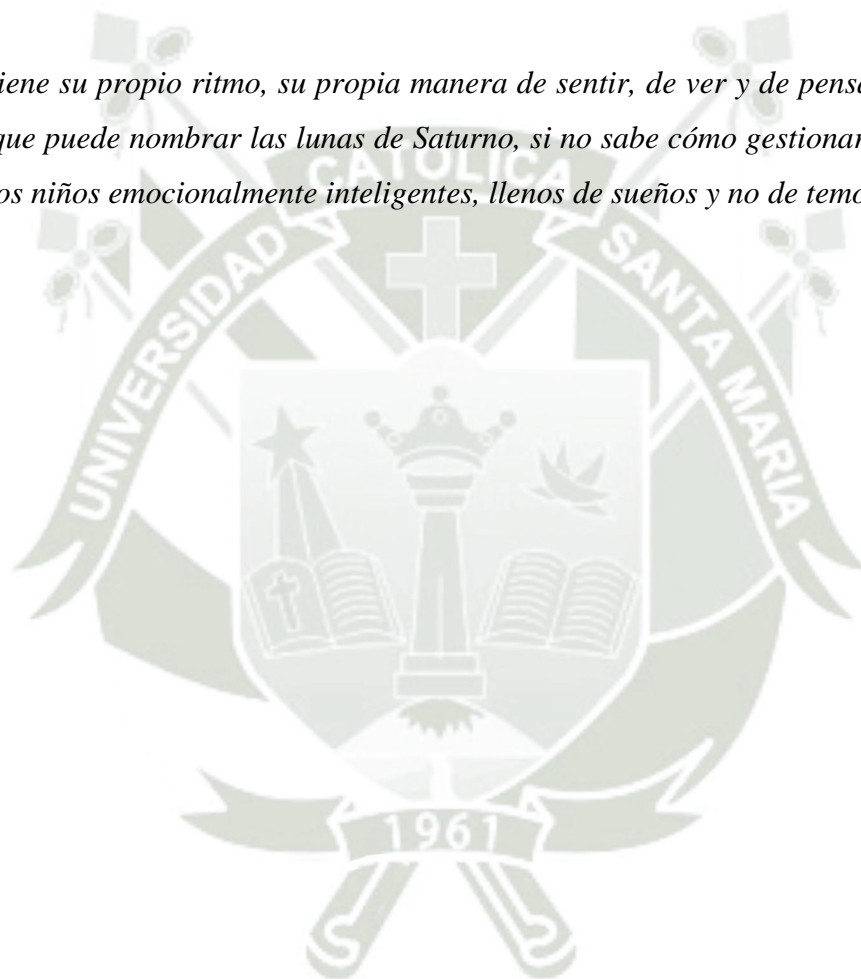 iene su propio ritmo, su propia manera de sentir, de ver y de pensa
que puede nombrar las lunas de Saturno, si no sabe cómo gestionar
os niños emocionalmente inteligentes, llenos de sueños y no de temo
CATOLICA
UNIVERSIDAD
SANTA MARIA
1961